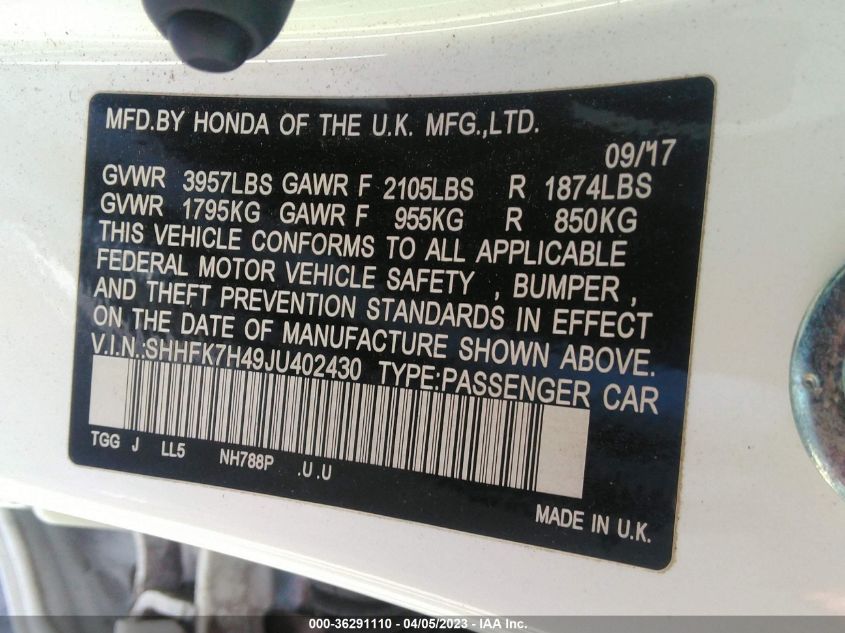 MFD.BY HONDA OF THE U.K. MFG.,LTD.
09/17
GVWR 3957LBS GAWR F 2105LBS R 1874LBS
GVWR 1795KG GAWR F 955KG R 850KG
THIS VEHICLE CONFORMS TO ALL APPLICABLE
FEDERAL MOTOR VEHICLE SAFETY , BUMPER ,
AND THEFT PREVENTION STANDARDS IN EFFECT
ON THE DATE OF MANUFACTURE SHOWN ABOVE.
V.I.N.:SHHFK7H49JU402430 TYPE:PASSENGER CAR
TGG J LL5 NH788P .U.U
MADE IN U.K.
000-36291110 - 04/05/2023 - IAA Inc.